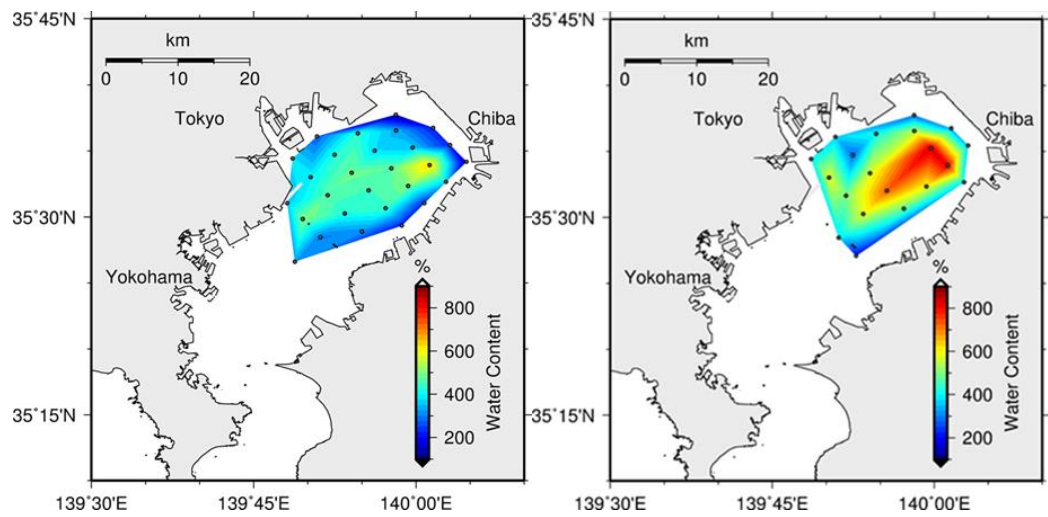 35˚45'N
km
0 10 20
Tokyo
Chiba
35˚30'N
Yokohama
%
800
600
400
200
Water Content
35˚15'N
139˚30'E 139˚45'E 140˚00'E
35˚45'N
km
0 10 20
Tokyo
Chiba
35˚30'N
Yokohama
%
800
600
400
200
Water Content
35˚15'N
139˚30'E 139˚45'E 140˚00'E